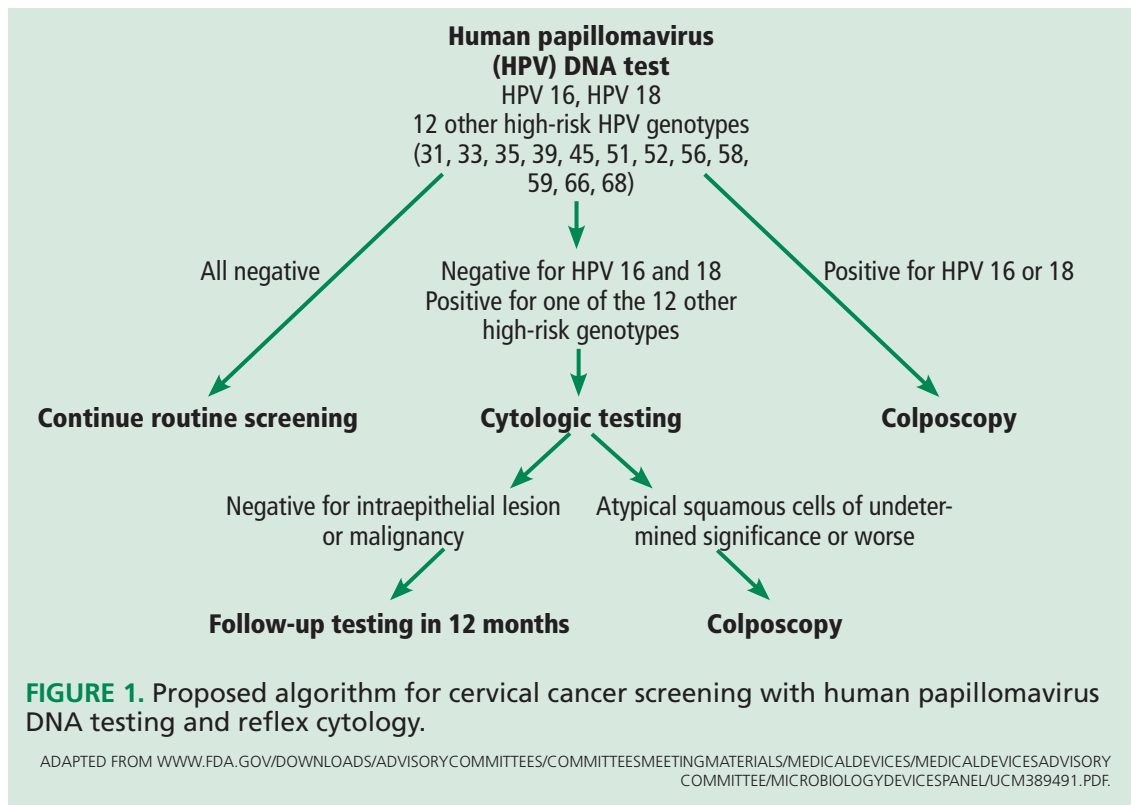 Human papillomavirus
(HPV) DNA test
HPV 16, HPV 18
12 other high-risk HPV genotypes
(31, 33, 35, 39, 45, 51, 52, 56, 58,
59, 66, 68)
All negative
Negative for HPV 16 and 18
Positive for one of the 12 other
high-risk genotypes
Positive for HPV 16 or 18
Continue routine screening
Cytologic testing
Colposcopy
Negative for intraepithelial lesion
or malignancy
Atypical squamous cells of undeter-
mined significance or worse
Follow-up testing in 12 months
Colposcopy
FIGURE 1. Proposed algorithm for cervical cancer screening with human papillomavirus
DNA testing and reflex cytology.
ADAPTED FROM WWW.FDA.GOV/DOWNLOADS/ADVISORYCOMMITTEES/COMMITTEESMEETINGMATERIALS/MEDICALDEVICES/MEDICALDEVICESADVISORY
COMMITTEE/MICROBIOLOGYDEVICESPANEL/UCM389491.PDF.